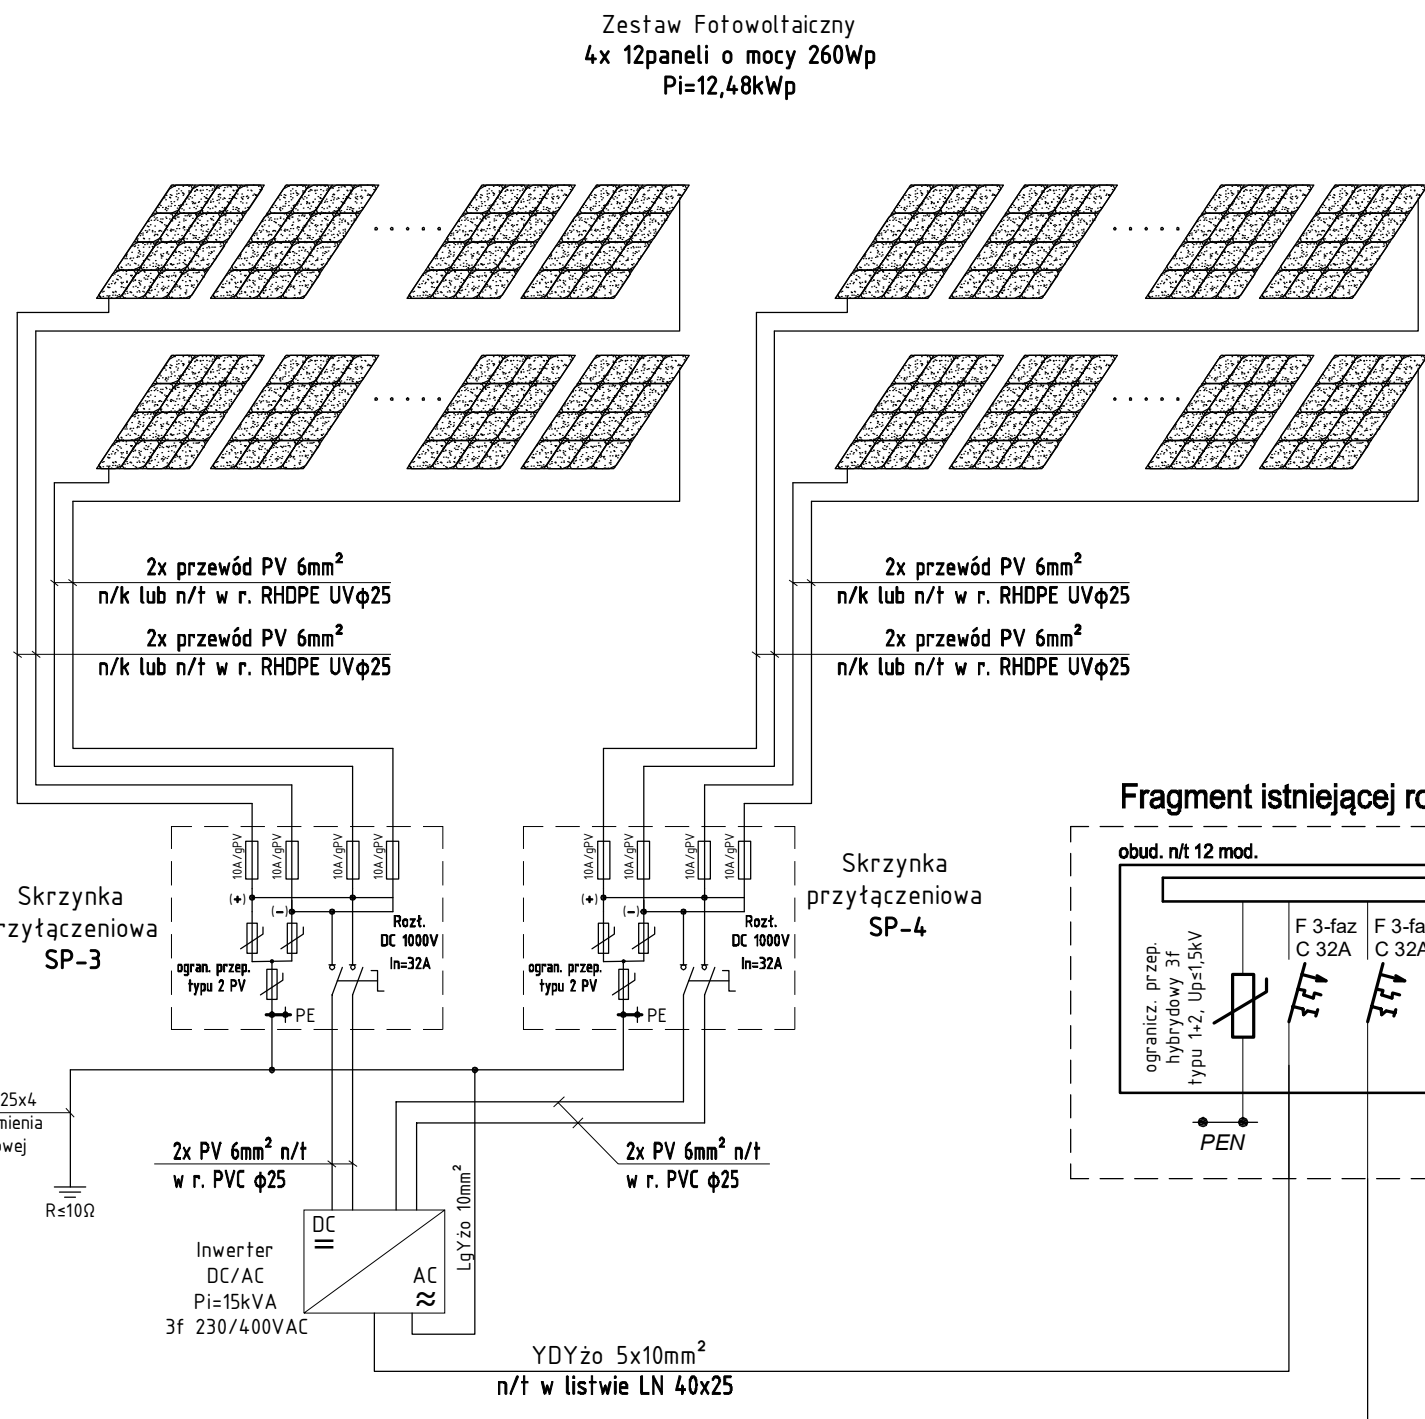 Zestaw Fotowoltaiczny
4x 12paneli o mocy 260Wp
Pi=12,48kWp
2x przewód PV 6mm²
n/k lub n/t w r. RHDPE UVϕ25
2x przewód PV 6mm²
n/k lub n/t w r. RHDPE UVϕ25
2x przewód PV 6mm²
n/k lub n/t w r. RHDPE UVϕ25
2x przewód PV 6mm²
n/k lub n/t w r. RHDPE UVϕ25
Skrzynka
rzyłączeniowa
SP-3
10A/gPV
10A/gPV
10A/gPV
10A/gPV
(+)
(-)
Rozł.
DC 1000V
In=32A
ogran. przep.
typu 2 PV
PE
10A/gPV
10A/gPV
10A/gPV
10A/gPV
(+)
(-)
Rozł.
DC 1000V
In=32A
ogran. przep.
typu 2 PV
PE
Skrzynka
przyłączeniowa
SP-4
Fragment istniejącej ro
obud. n/t 12 mod.
F 3-faz
C 32A
F 3-fa
C 32A
ogranicz. przep.
hybrydowy 3f
typu 1+2, Up≤1,5kV
PEN
25x4
mienia
owej
R≤10Ω
2x PV 6mm² n/t
w r. PVC ϕ25
2x PV 6mm² n/t
w r. PVC ϕ25
LgYżo 10mm²
DC
AC
Inwerter
DC/AC
Pi=15kVA
3f 230/400VAC
YDYżo 5x10mm²
n/t w listwie LN 40x25